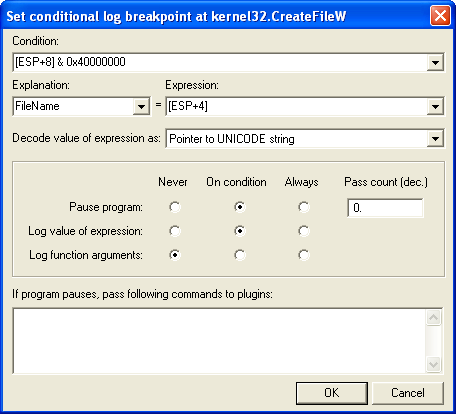 Set conditional log breakpoint at kernel32.CreateFileW
Condition:
[ESP+8] & 0x40000000
Explanation: Expression:
FileName = [ESP+4]
Decode value of expression as: Pointer to UNICODE string
Never On condition Always Pass count (dec.)
Pause program: 0.
Log value of expression:
Log function arguments:
If program pauses, pass following commands to plugins:
OK Cancel